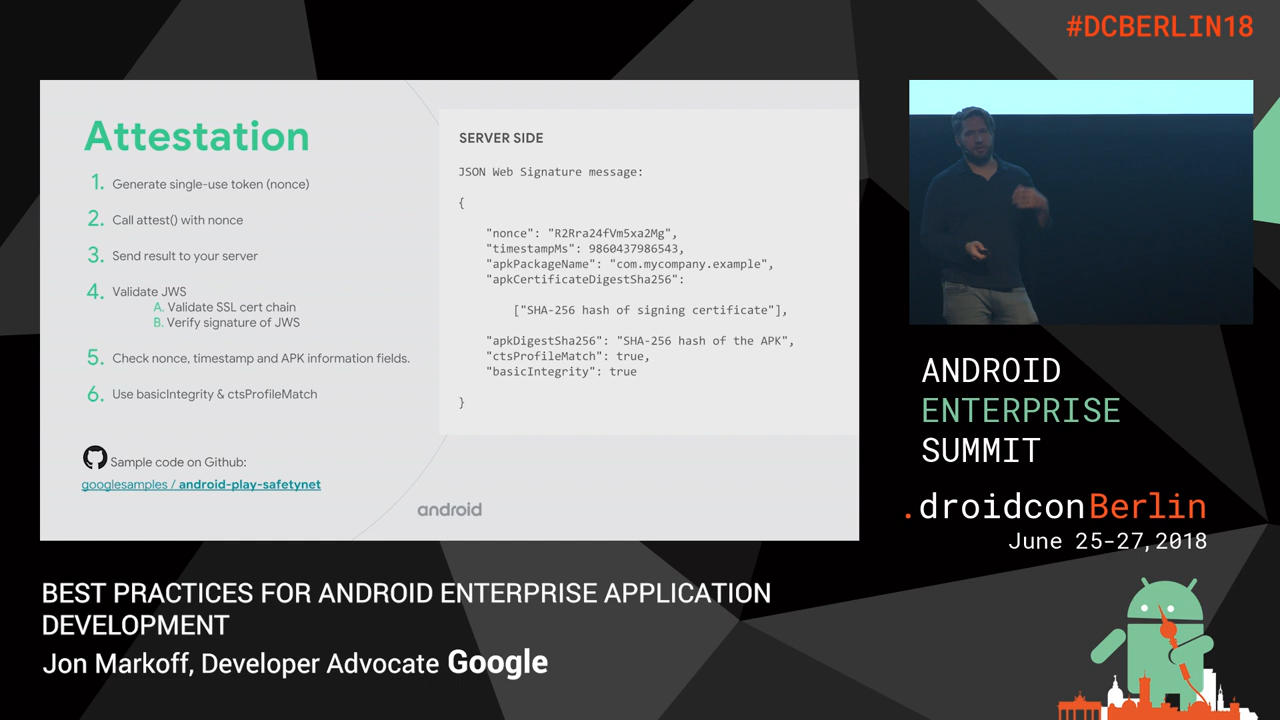 #DCBERLIN18
Attestation
1. Generate single-use token (nonce)
2. Call attest() with nonce
3. Send result to your server
4. Validate JWS
A. Validate SSL cert chain
B. Verify signature of JWS
5. Check nonce, timestamp and APK information fields.
6. Use basicIntegrity & ctsProfileMatch
Sample code on Github:
googlesamples / android-play-safetynet
SERVER SIDE
JSON Web Signature message:
{
"nonce": "R2Rra24fVm5xa2Mg",
"timestampMs": 9860437986543,
"apkPackageName": "com.mycompany.example",
"apkCertificateDigestSha256":
["SHA-256 hash of signing certificate"],
"apkDigestSha256": "SHA-256 hash of the APK",
"ctsProfileMatch": true,
"basicIntegrity": true
}
android
ANDROID
ENTERPRISE
SUMMIT
.droidconBerlin
June 25-27, 2018
BEST PRACTICES FOR ANDROID ENTERPRISE APPLICATION
DEVELOPMENT
Jon Markoff, Developer Advocate Google